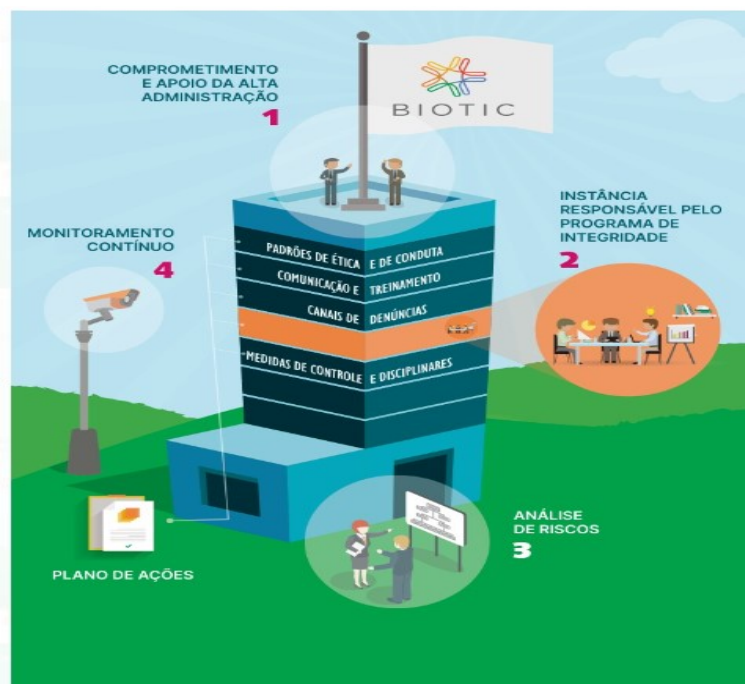 COMPROMETIMENTO
E APOIO DA ALTA
ADMINISTRAÇÃO
1
BIOTIC
INSTÂNCIA
RESPONSÁVEL PELO
PROGRAMA DE
INTEGRIDADE
2
MONITORAMENTO
CONTÍNUO
4
PADRÕES DE ÉTICA E DE CONDUTA
COMUNICAÇÃO E TREINAMENTO
CANAIS DE DENÚNCIAS
MEDIDAS DE CONTROLE E DISCIPLINARES
ANÁLISE
DE RISCOS
3
PLANO DE AÇÕES